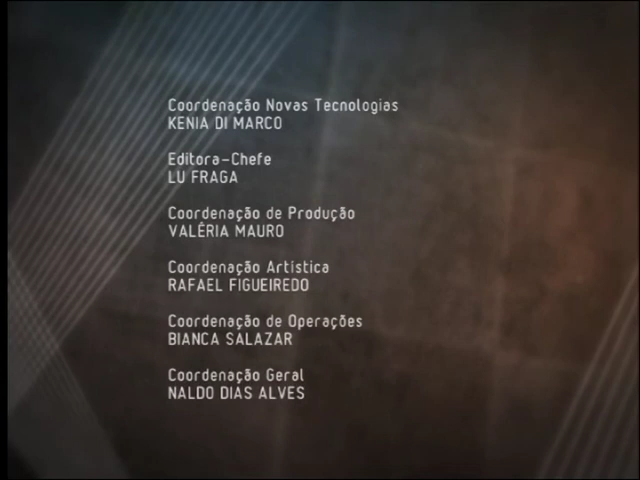 Coordenação Novas Tecnologias
KENIA DI MARCO
Editora-Chefe
LU FRAGA
Coordenação de Produção
VALÉRIA MAURO
Coordenação Artística
RAFAEL FIGUEIREDO
Coordenação de Operações
BIANCA SALAZAR
Coordenação Geral
NALDO DIAS ALVES